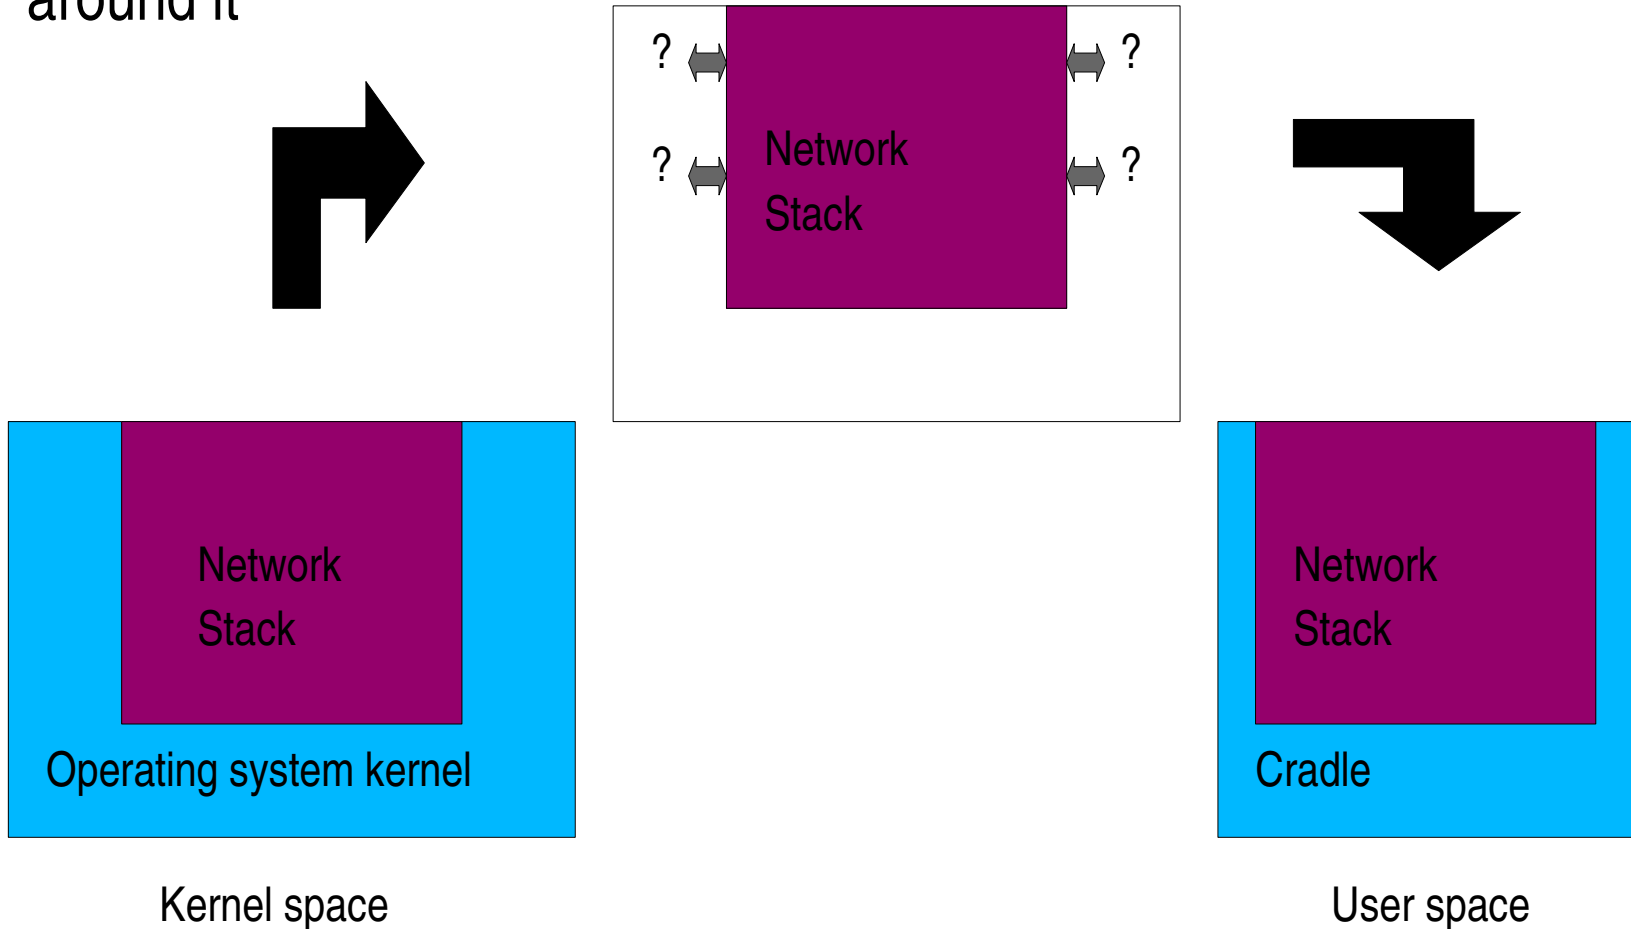 around it
? ?
? ?
Network
Stack
Network
Stack
Operating system kernel
Kernel space
Network
Stack
Cradle
User space